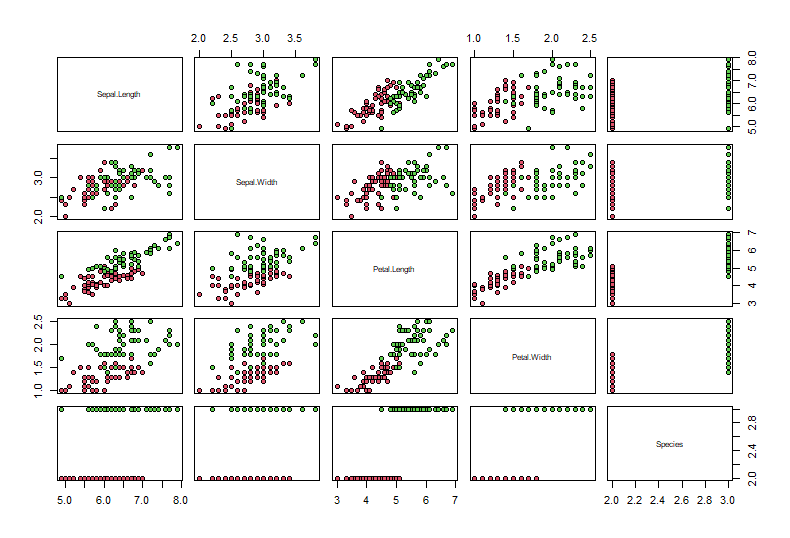 2.0 3.0 3.5
1.0 1.5 2.0 2.5
Sepal.Length
5.0 6.0 7.0 8.0
2.0 3.0
Sepal.Width
Petal.Length
3 4 5 6 7
1.0 1.5 2.0 2.5
Petal.Width
Species
2.0 2.4 2.8
5.0 6.0 7.0 8.0
3 4 5 6 7
2.0 2.2 2.4 2.6 2.8 3.0